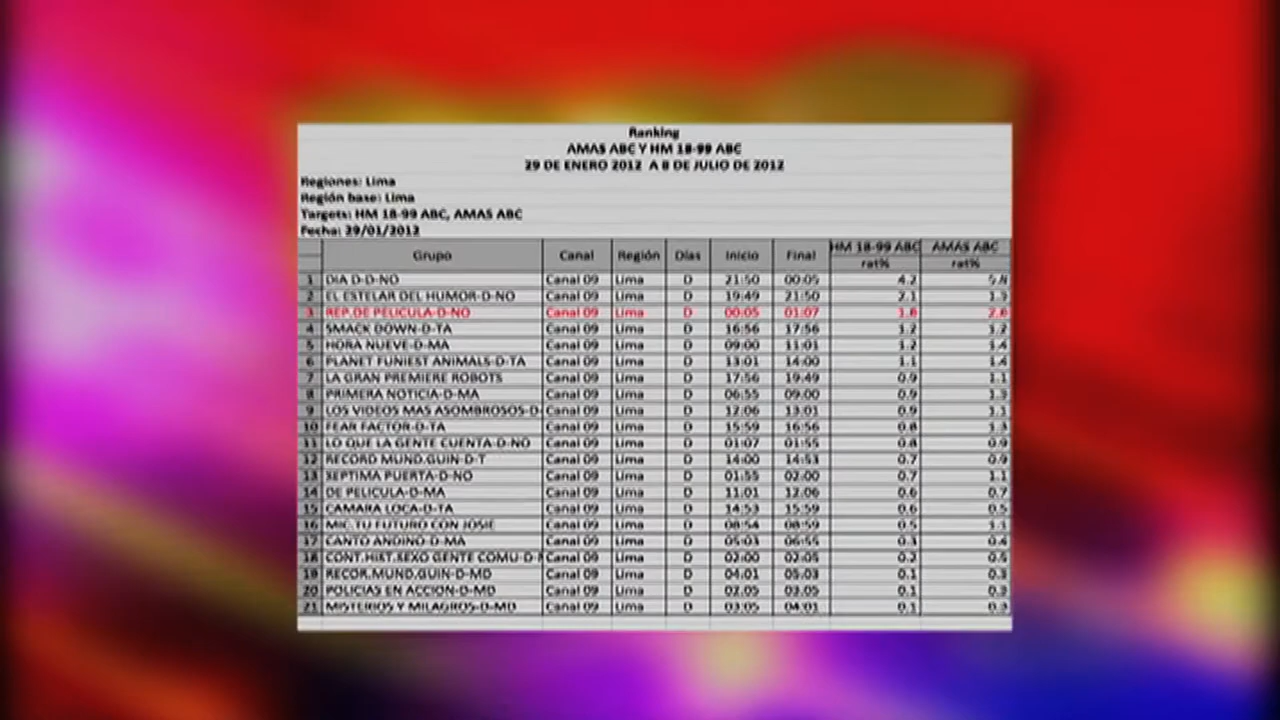 Ranking
AMAS ABC Y HM 18-99 ABC
29 DE ENERO 2012 A 8 DE JULIO DE 2012
Regiones: Lima
Región base: Lima
Targets: HM 18-99 ABC, AMAS ABC
Fecha: 29/01/2012
Grupo Canal Región Días Inicio Final HM 18-99 ABC AMAS ABC
rat% rat%
1 DIA D-D-NO Canal 09 Lima D 21:50 00:05 4.2 5.8
2 EL ESTELAR DEL HUMOR-D-NO Canal 09 Lima D 19:49 21:50 2.1
3 REP.DE PELICULA-D-NO Canal 09 Lima D 00:05 01:07 1.8
4 SMACK DOWN-D-TA Canal 09 Lima D 16:56 17:56 1.2 1.2
5 HORA NUEVE-D-MA Canal 09 Lima D 09:00 11:01 1.2 1.4
6 PLANET FUNIEST ANIMALS-D-TA Canal 09 Lima D 13:01 14:00 1.1 1.4
7 LA GRAN PREMIERE ROBOTS Canal 09 Lima D 17:56 19:49 0.9 1.1
8 PRIMERA NOTICIA-D-MA Canal 09 Lima D 06:55 09:00 0.9
9 LOS VIDEOS MAS ASOMBROSOS-D- Canal 09 Lima D 12:06 13:01 0.9 1.1
10 FEAR FACTOR-D-TA Canal 09 Lima D 15:59 16:56 0.8
11 LO QUE LA GENTE CUENTA-D-NO Canal 09 Lima D 01:07 01:55 0.8 0.9
12 RECORD MUND.GUIN-D-T Canal 09 Lima D 14:00 14:53 0.7 0.9
13 SEPTIMA PUERTA-D-NO Canal 09 Lima D 01:55 02:00 0.7 1.1
14 DE PELICULA-D-MA Canal 09 Lima D 11:01 12:06 0.6 0.7
15 CAMARA LOCA-D-TA Canal 09 Lima D 14:53 15:59 0.6 0.5
16 MIC.TU FUTURO CON JOSIE Canal 09 Lima D 08:54 08:59 0.5 1.1
17 CANTO ANDINO-D-MA Canal 09 Lima D 05:03 06:55 0.3 0.4
18 CONT.HIST.SEXO GENTE COMU-D- Canal 09 Lima D 02:00 02:05 0.2 0.5
19 RECOR.MUND.GUIN-D-MD Canal 09 Lima D 04:01 05:03 0.1 0.3
20 POLICIAS EN ACCION-D-MD Canal 09 Lima D 02:05 03:05 0.1
21 MISTERIOS Y MILAGROS-D-MD Canal 09 Lima D 03:05 04:01 0.1